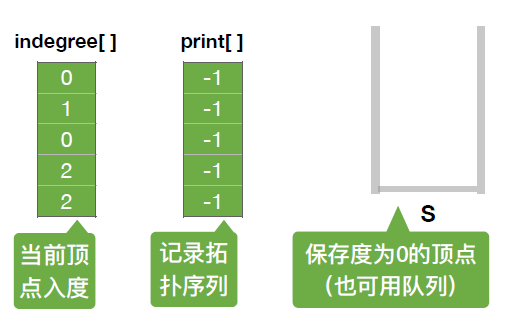 indegree[ ]
print[ ]
0
1
0
2
2
-1
-1
-1
-1
-1
S
当前顶
点入度
记录拓
扑序列
保存度为0的顶点
（也可用队列）